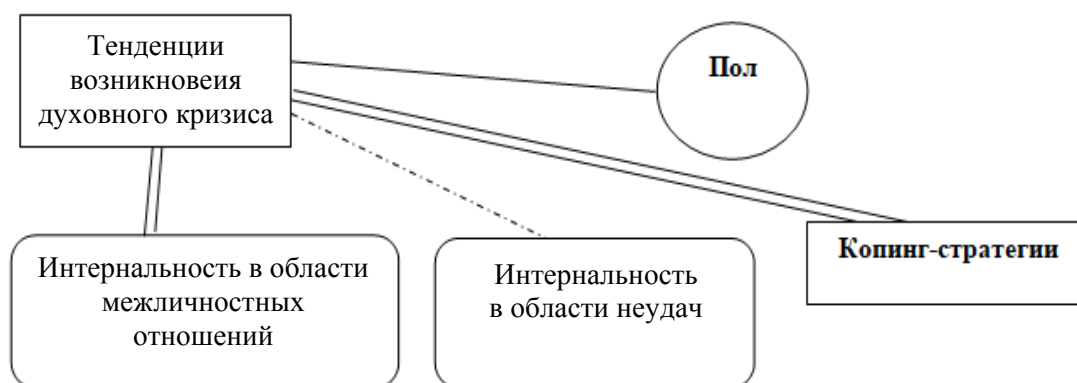 Тенденции
возникновеия
духовного кризиса
Пол
Интернальность в области
межличностных
отношений
Интернальность
в области неудач
Копинг-стратегии